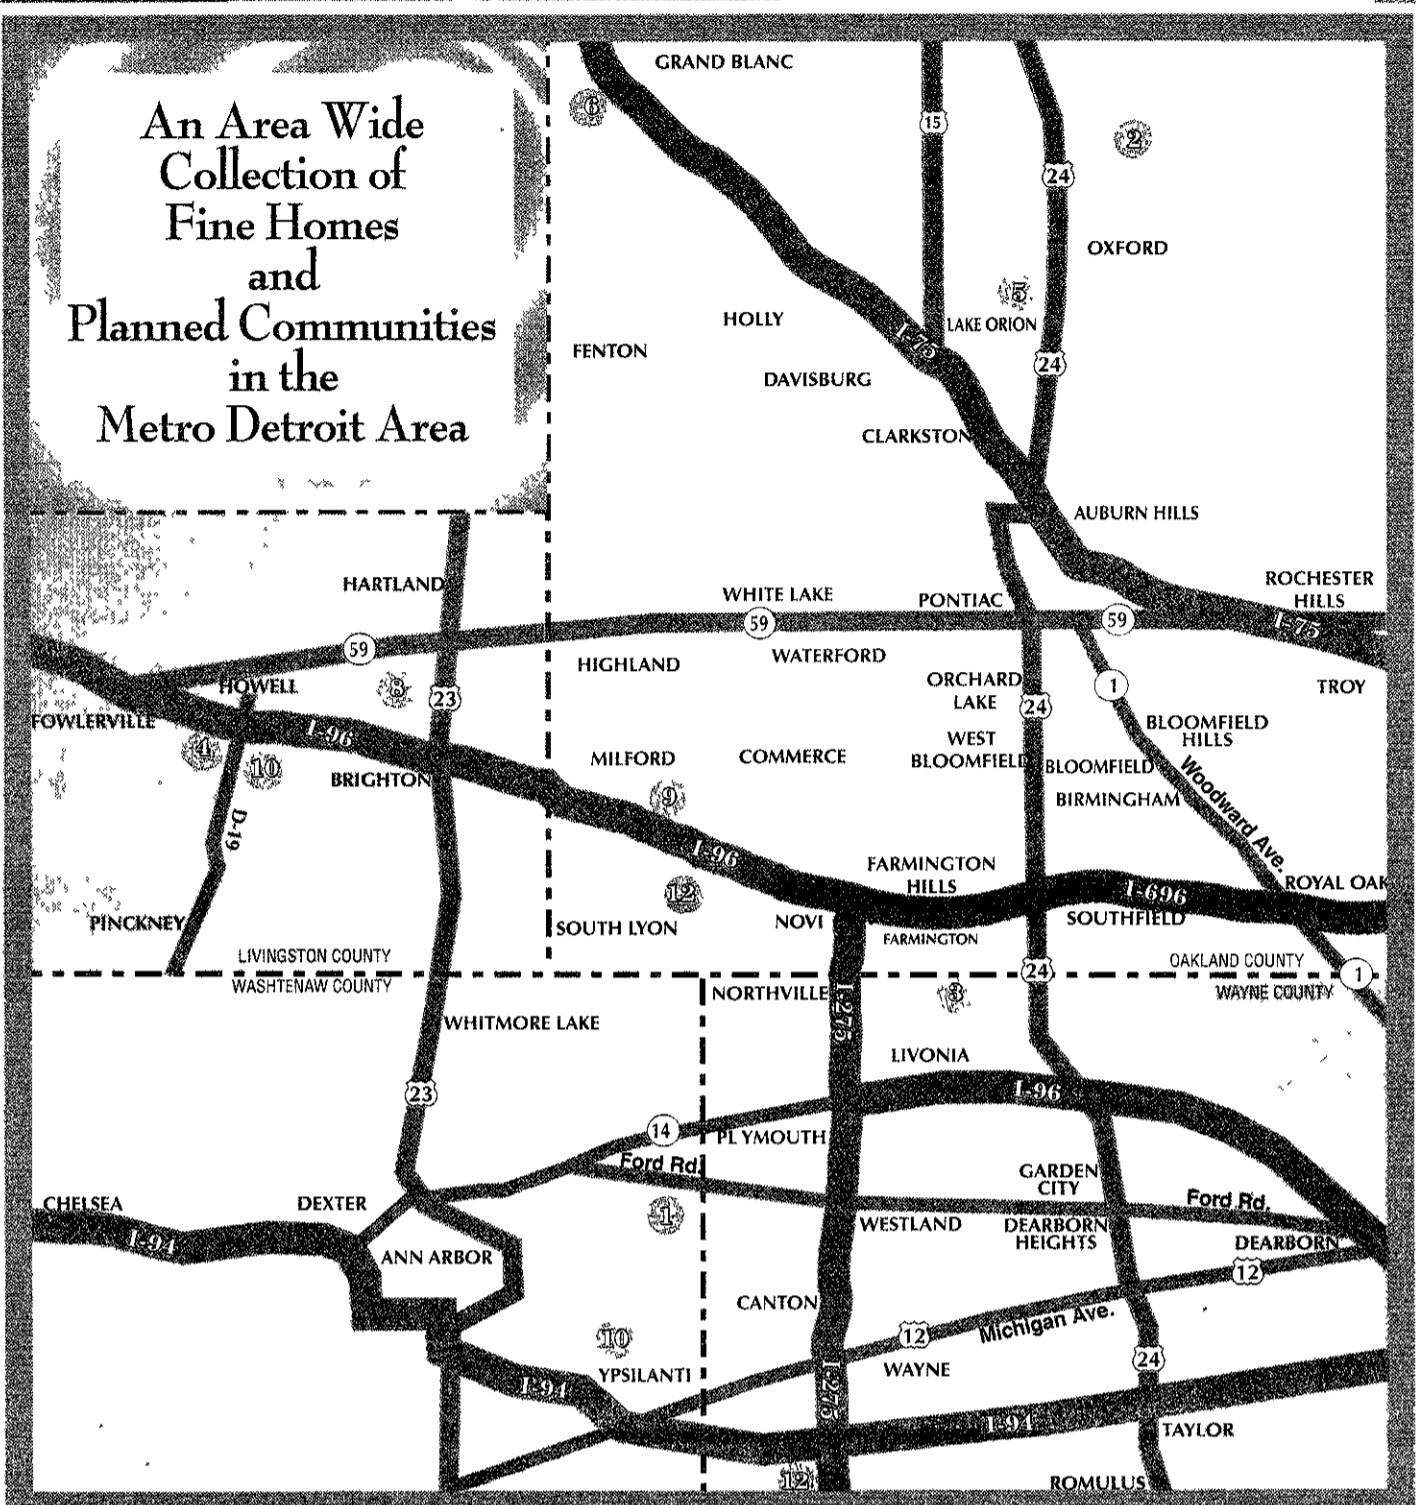 An Area Wide
Collection of
Fine Homes
and
Planned Communities
in the
Metro Detroit Area
GRAND BLANC
6
15
2
24
OXFORD
5
HOLLY
LAKE ORION
I-75
FENTON
24
DAVISBURG
CLARKSTON
AUBURN HILLS
HARTLAND
ROCHESTER
HILLS
WHITE LAKE
PONTIAC
59
59
I-75
59
HIGHLAND
WATERFORD
HOWELL
8
23
ORCHARD
LAKE
24
1
TROY
FOWLERVILLE
I-96
BLOOMFIELD
HILLS
4
10
BRIGHTON
MILFORD
COMMERCE
WEST
BLOOMFIELD
BLOOMFIELD
BIRMINGHAM
Woodward Ave.
9
D-19
I-96
FARMINGTON
HILLS
ROYAL OAK
12
I-696
PINCKNEY
SOUTH LYON
NOVI
SOUTHFIELD
FARMINGTON
LIVINGSTON COUNTY
OAKLAND COUNTY
WASHTENAW COUNTY
24
1
NORTHVILLE
I-275
3
WAYNE COUNTY
WHITMORE LAKE
LIVONIA
23
I-96
14
PLYMOUTH
Ford Rd.
GARDEN
CITY
CHELSEA
DEXTER
Ford Rd.
1
WESTLAND
DEARBORN
HEIGHTS
I-94
DEARBORN
ANN ARBOR
12
CANTON
10
12
Michigan Ave.
YPSILANTI
WAYNE
24
I-94
I-275
I-94
TAYLOR
12
ROMULUS